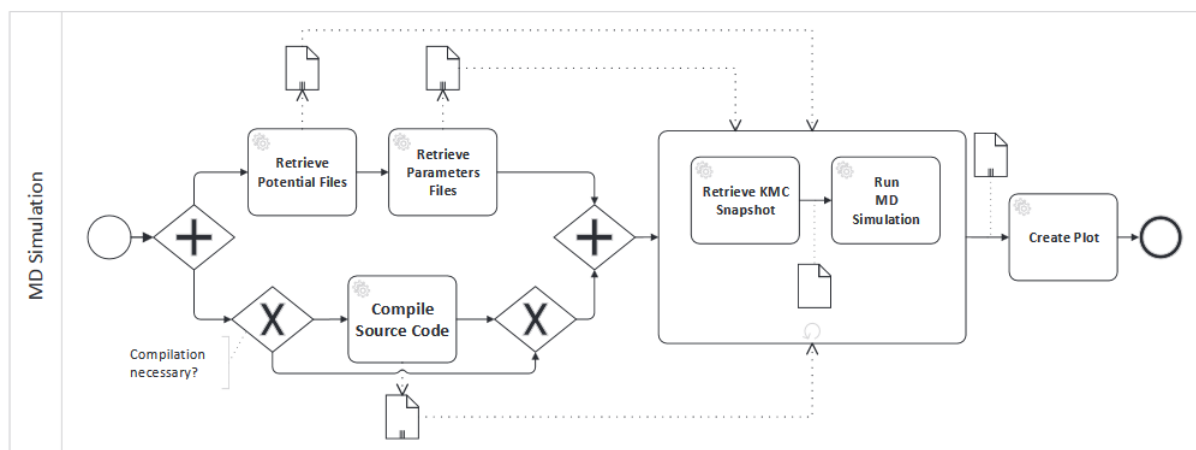 MD Simulation
Retrieve
Potential Files
Retrieve
Parameters
Files
Compilation
necessary?
Compile
Source Code
Retrieve KMC
Snapshot
Run
MD
Simulation
Create Plot